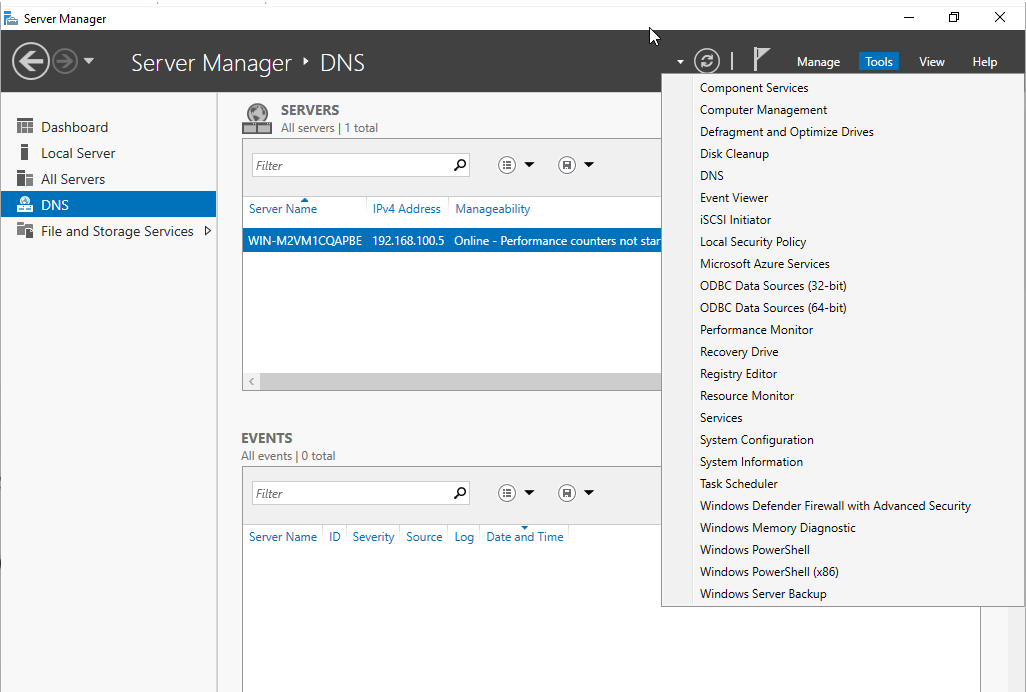 Server Manager
Server Manager ‣ DNS
Manage Tools View Help
Dashboard
Local Server
All Servers
DNS
File and Storage Services
SERVERS
All servers | 1 total
Filter
Server Name IPv4 Address Manageability
WIN-M2VM1CQAPBE 192.168.100.5 Online - Performance counters not star
EVENTS
All events | 0 total
Filter
Server Name ID Severity Source Log Date and Time
Component Services
Computer Management
Defragment and Optimize Drives
Disk Cleanup
DNS
Event Viewer
iSCSI Initiator
Local Security Policy
Microsoft Azure Services
ODBC Data Sources (32-bit)
ODBC Data Sources (64-bit)
Performance Monitor
Recovery Drive
Registry Editor
Resource Monitor
Services
System Configuration
System Information
Task Scheduler
Windows Defender Firewall with Advanced Security
Windows Memory Diagnostic
Windows PowerShell
Windows PowerShell (x86)
Windows Server Backup